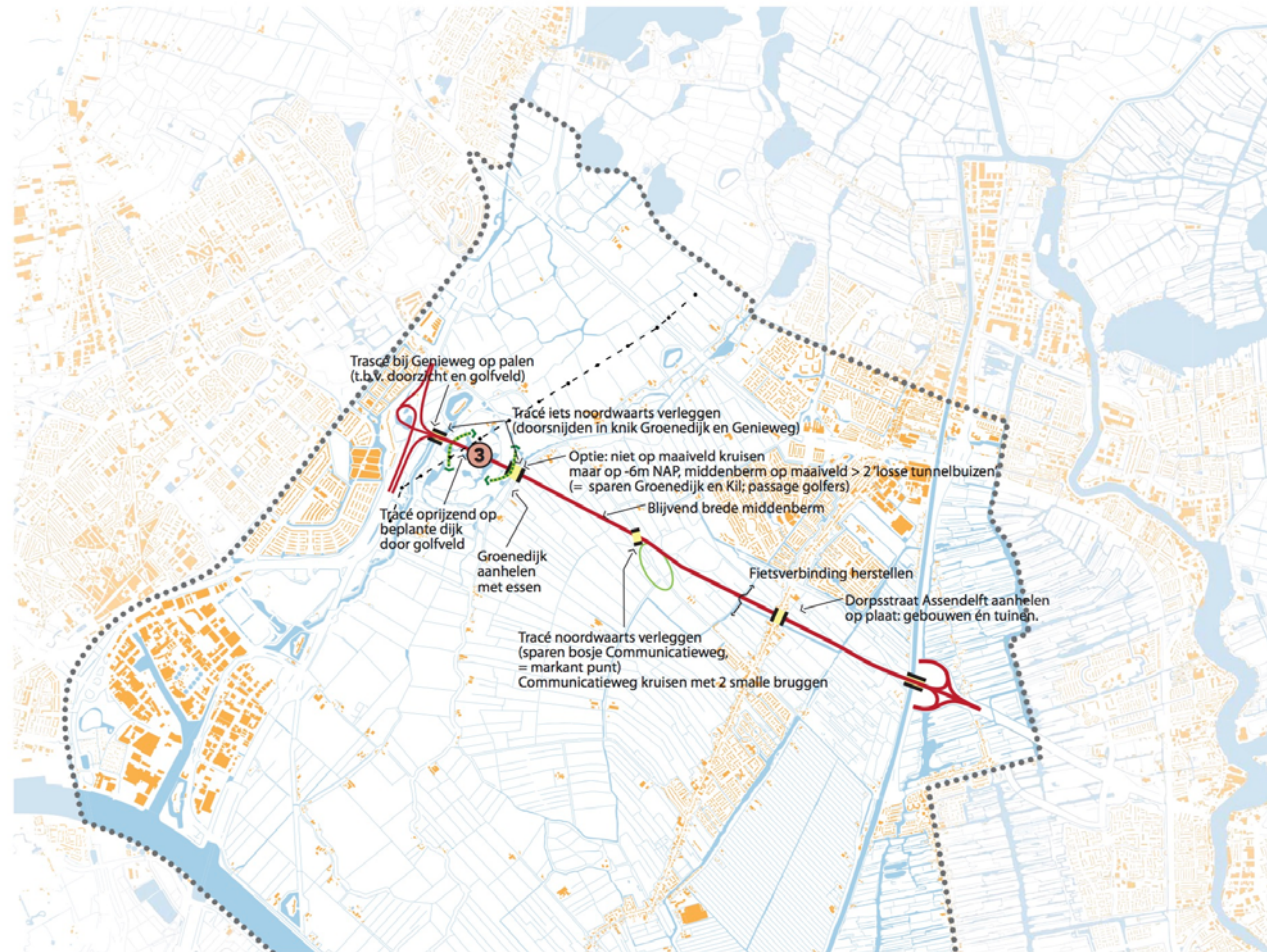 Trascé bij Genieweg op palen
(t.b.v. doorzicht en golfveld)
Tracé iets noordwaarts verleggen
(doorsnijden in knik Groenedijk en Genieweg)
3
Optie: niet op maaiveld kruisen
maar op -6m NAP, middenberm op maaiveld > 2 losse tunnelbuizen
(= sparen Groenedijk en Kil; passage golfers)
Blijvend brede middenberm
Tracé oprijzend op
beplante dijk
door golfveld
Groenedijk
aanhelen
met essen
Fietsverbinding herstellen
Dorpsstraat Assendelft aanhelen
op plaat: gebouwen én tuinen.
Tracé noordwaarts verleggen
(sparen bosje Communicatieweg,
= markant punt)
Communicatieweg kruisen met 2 smalle bruggen